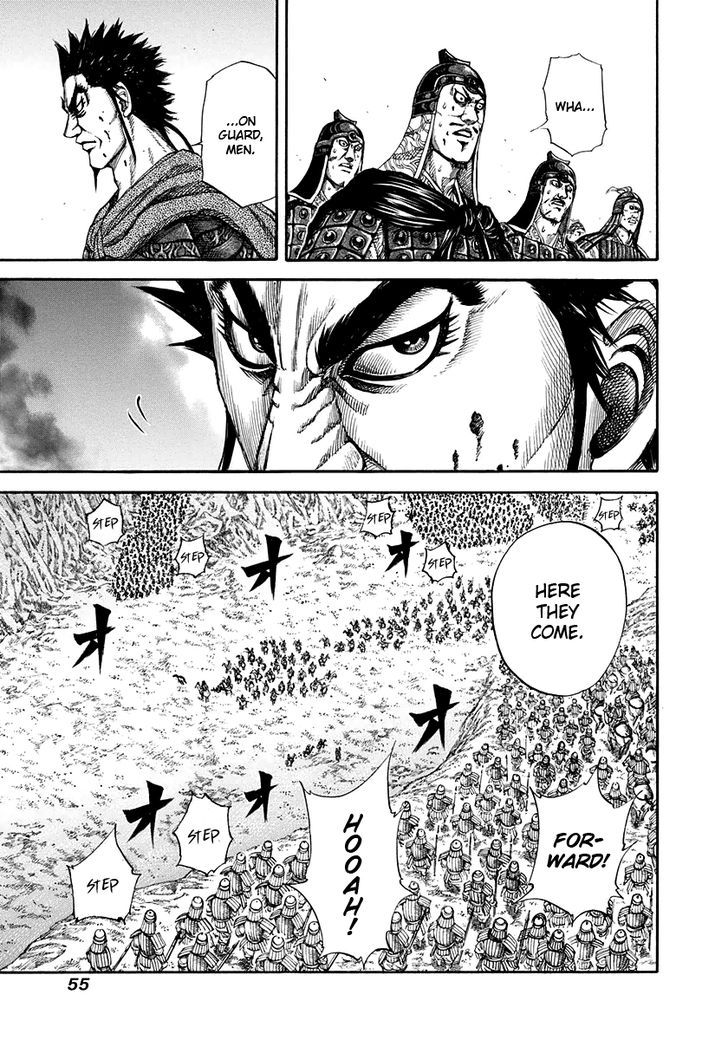 WHA...
...ON
GUARD,
MEN.
HERE
THEY
COME.
STEP
STEP
STEP
STEP
STEP
オ
オ
オ
オ
オ
オ
FOR-
WARD!
HOOAH!
STEP
STEP
55